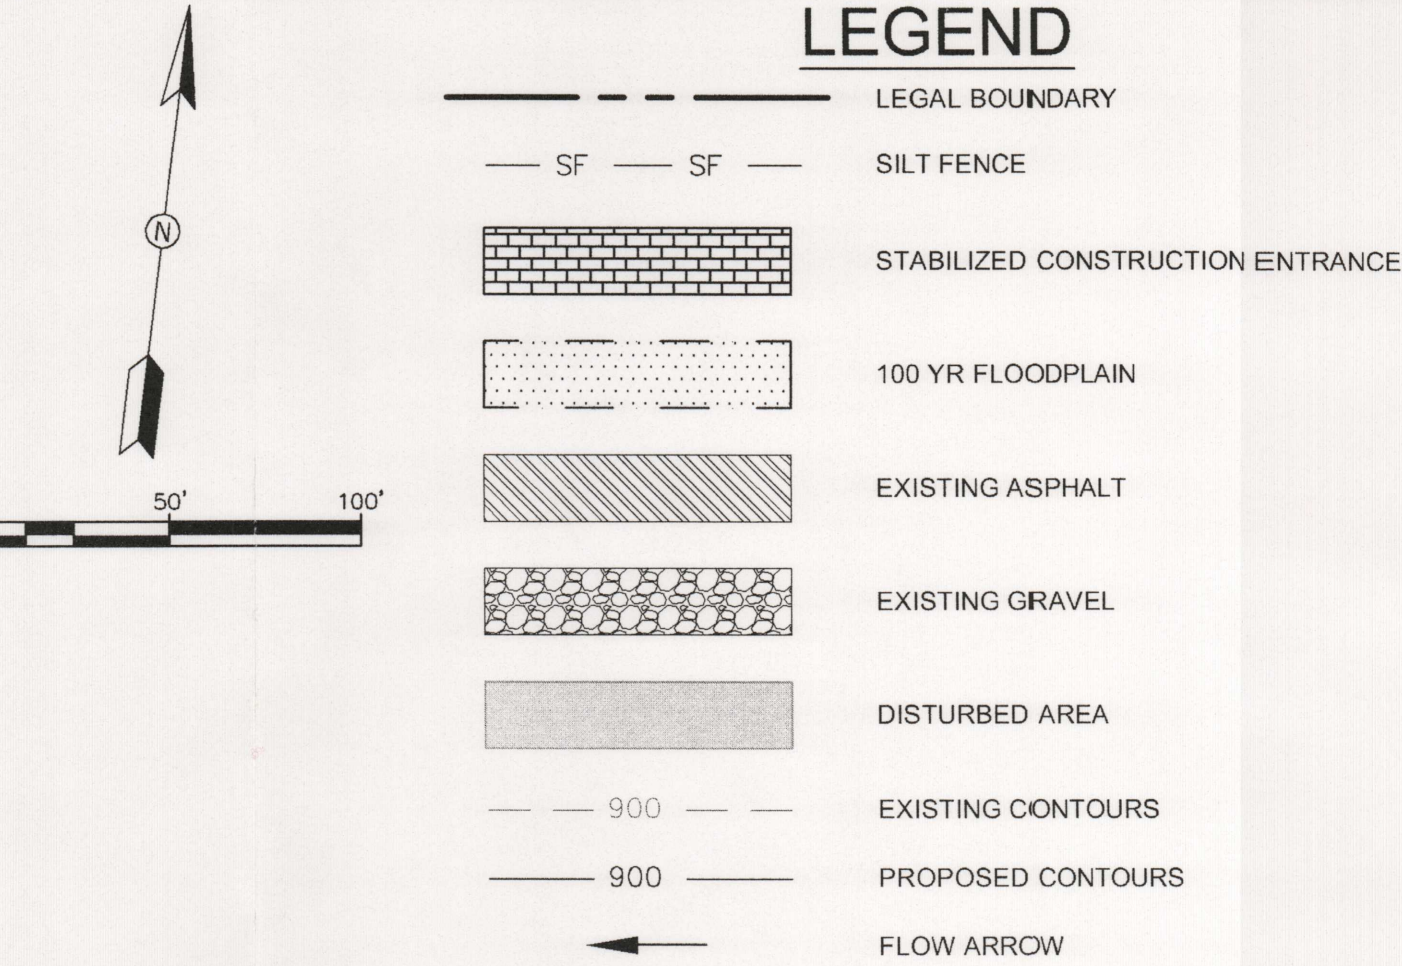 LEGEND
LEGAL BOUNDARY
SF SF SILT FENCE
N
STABILIZED CONSTRUCTION ENTRANCE
100 YR FLOODPLAIN
50' 100'
EXISTING ASPHALT
EXISTING GRAVEL
DISTURBED AREA
900 EXISTING CONTOURS
900 PROPOSED CONTOURS
FLOW ARROW